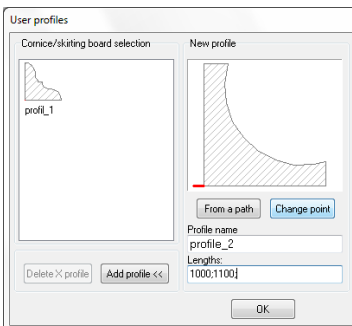 User profiles
Cornice/skirting board selection
profil_1
Delete X profile
Add profile <<
New profile
From a path
Change point
Profile name
profile_2
Lengths:
1000;1100;
OK